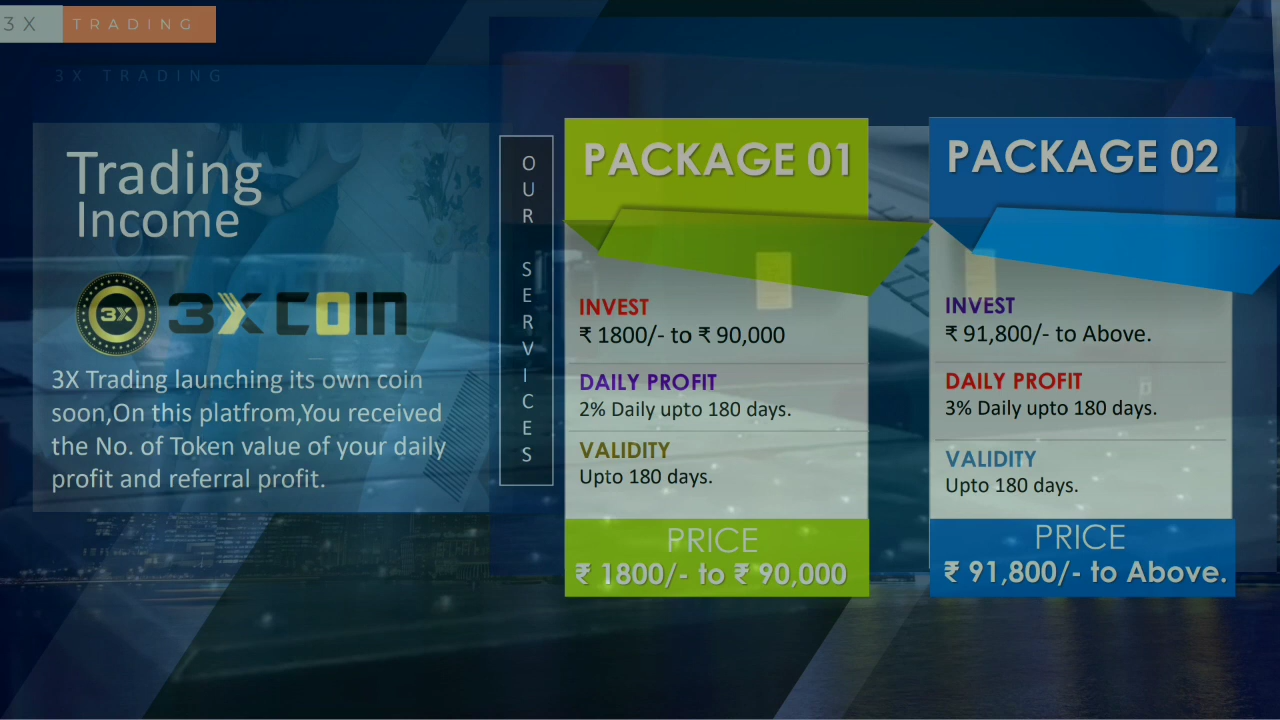 3 X TRADING
3X TRADING
Trading
Income
3X
3X COIN
3X Trading launching its own coin
soon,On this platfrom,You received
the No. of Token value of your daily
profit and referral profit.
OUR SERVICES
PACKAGE 01
INVEST
₹ 1800/- to ₹ 90,000
DAILY PROFIT
2% Daily upto 180 days.
VALIDITY
Upto 180 days.
PRICE
₹ 1800/- to ₹ 90,000
PACKAGE 02
INVEST
₹ 91,800/- to Above.
DAILY PROFIT
3% Daily upto 180 days.
VALIDITY
Upto 180 days.
PRICE
₹ 91,800/- to Above.